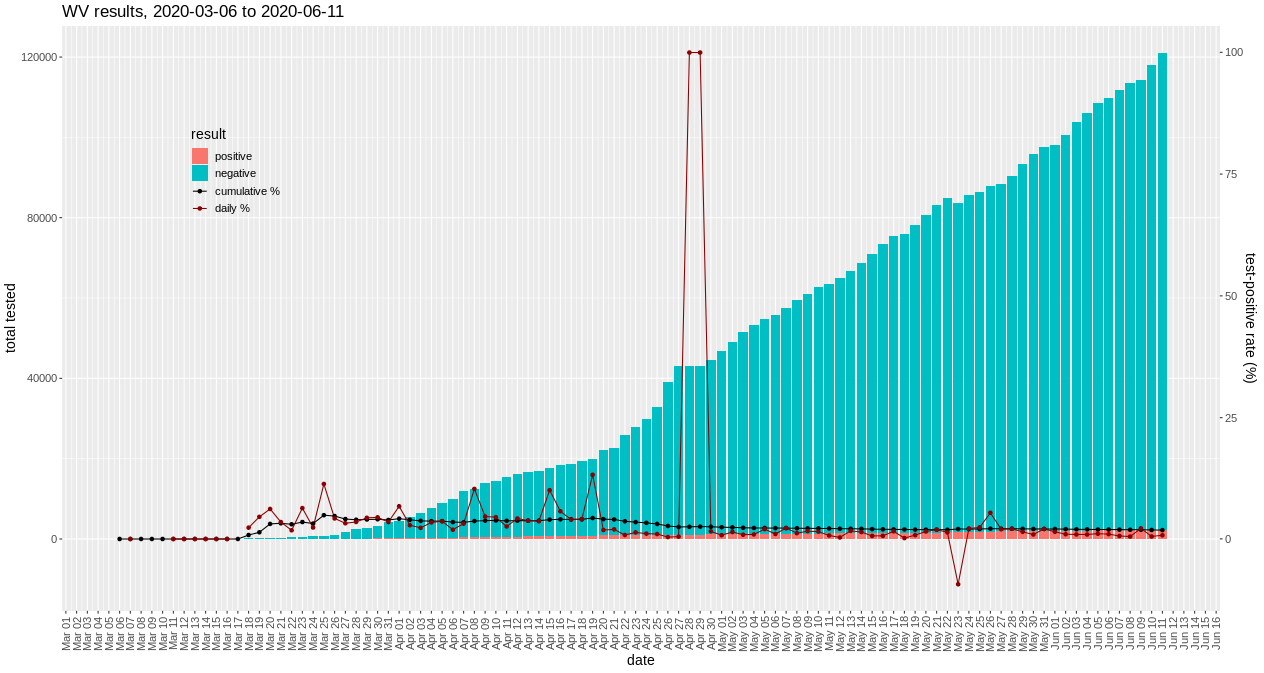 WV results, 2020-03-06 to 2020-06-11
120000
80000
40000
0
total tested
result
positive
negative
cumulative %
daily %
100
75
50
25
0
test-positive rate (%)
Mar 01
Mar 02
Mar 03
Mar 04
Mar 05
Mar 06
Mar 07
Mar 08
Mar 09
Mar 10
Mar 11
Mar 12
Mar 13
Mar 14
Mar 15
Mar 16
Mar 17
Mar 18
Mar 19
Mar 20
Mar 21
Mar 22
Mar 23
Mar 24
Mar 25
Mar 26
Mar 27
Mar 28
Mar 29
Mar 30
Mar 31
Apr 01
Apr 02
Apr 03
Apr 04
Apr 05
Apr 06
Apr 07
Apr 08
Apr 09
Apr 10
Apr 11
Apr 12
Apr 13
Apr 14
Apr 15
Apr 16
Apr 17
Apr 18
Apr 19
Apr 20
Apr 21
Apr 22
Apr 23
Apr 24
Apr 25
Apr 26
Apr 27
Apr 28
Apr 29
Apr 30
May 01
May 02
May 03
May 04
May 05
May 06
May 07
May 08
May 09
May 10
May 11
May 12
May 13
May 14
May 15
May 16
May 17
May 18
May 19
May 20
May 21
May 22
May 23
May 24
May 25
May 26
May 27
May 28
May 29
May 30
May 31
Jun 01
Jun 02
Jun 03
Jun 04
Jun 05
Jun 06
Jun 07
Jun 08
Jun 09
Jun 10
Jun 11
Jun 12
Jun 13
Jun 14
Jun 15
Jun 16
date